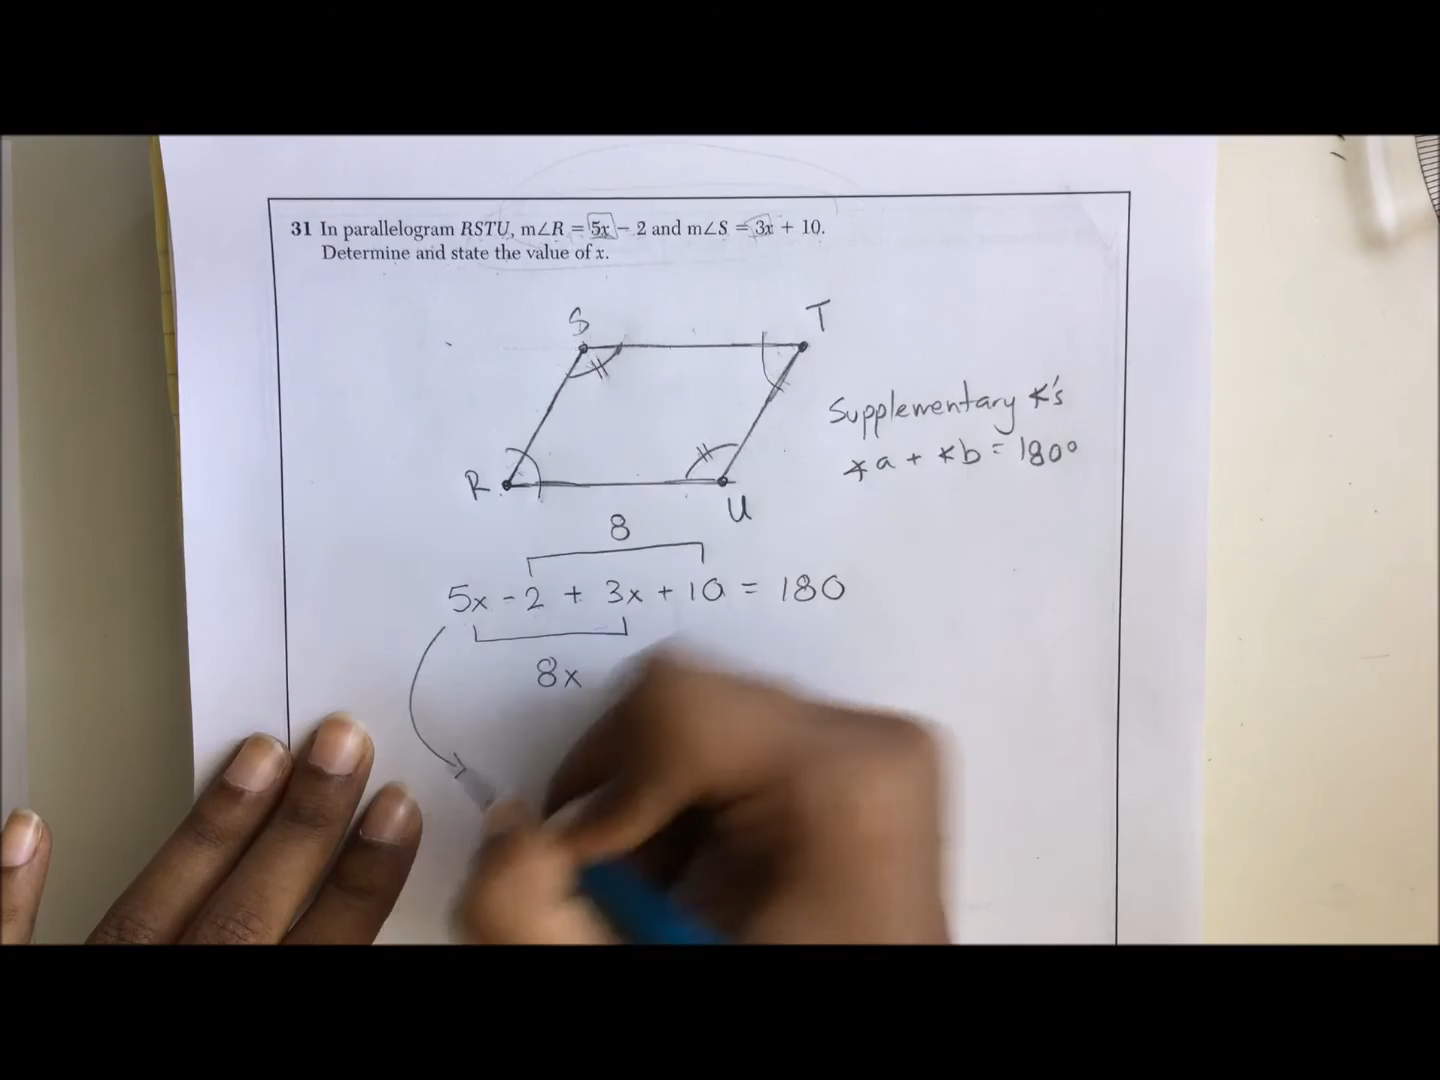 31 In parallelogram RSTU, m∠R = 5x − 2 and m∠S = 3x + 10.
Determine and state the value of x.
S
T
Supplementary ∡'s
∡a + ∡b = 180°
R
U
8
5x - 2 + 3x + 10 = 180
8x